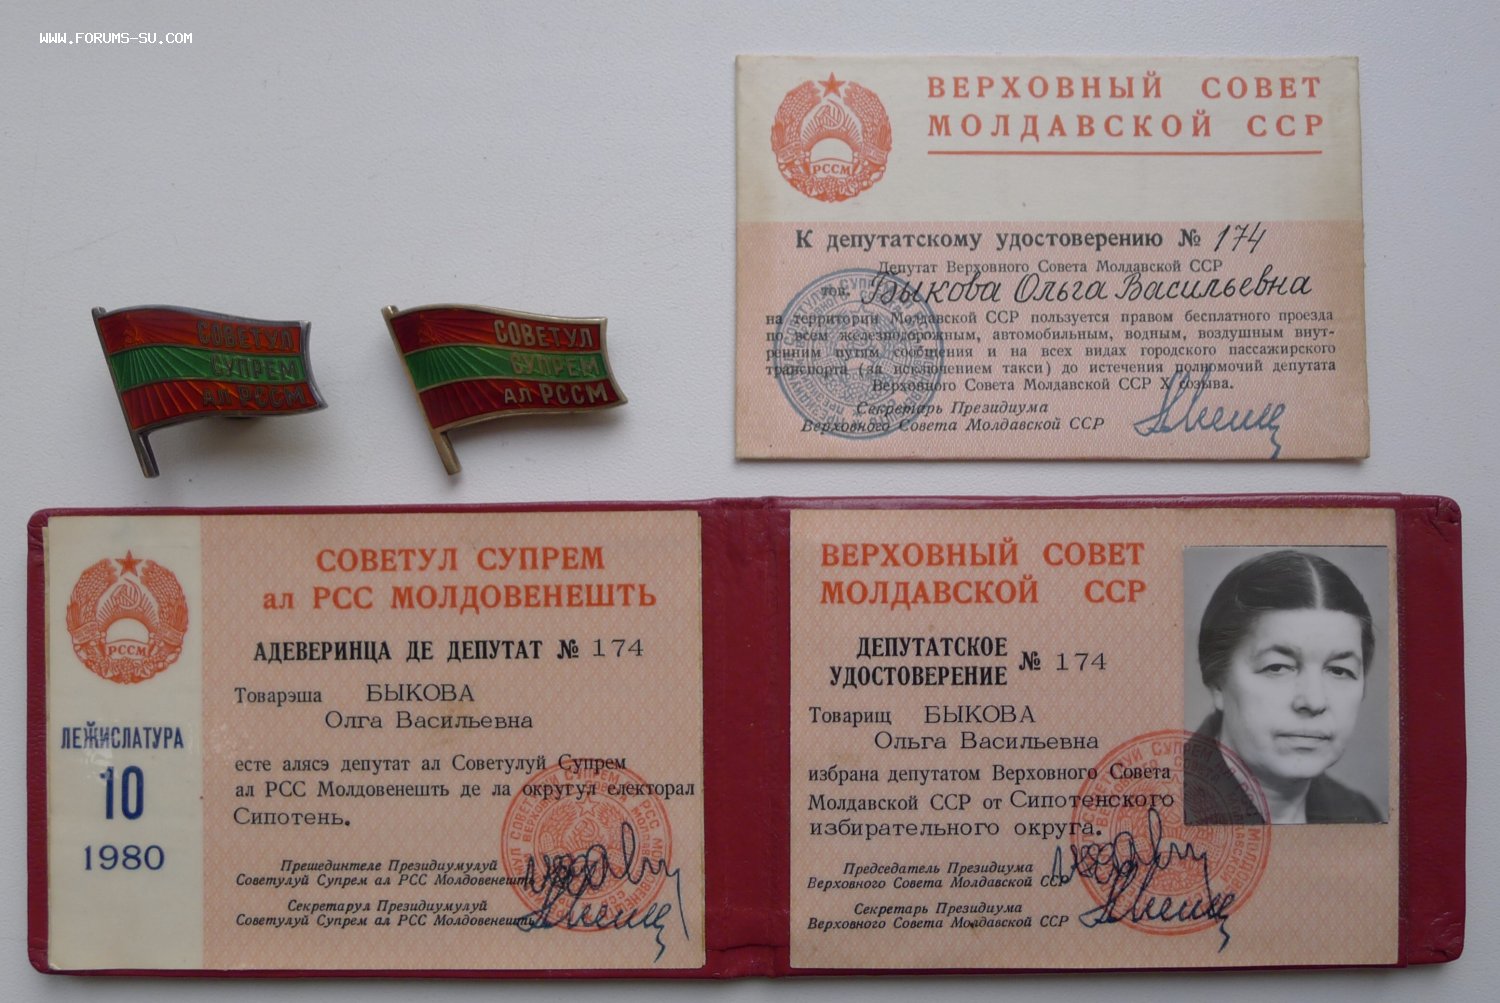 WWW.FORUMS-SU.COM
СОВЕТУЛ
СУПРЕМ
АЛ РССМ
СОВЕТУЛ
СУПРЕМ
АЛ РССМ
ВЕРХОВНЫЙ СОВЕТ
МОЛДАВСКОЙ ССР
РССМ
К депутатскому удостоверению № 174
Депутат Верховного Совета Молдавской ССР
тов. Быкова Ольга Васильевна
на территории Молдавской ССР пользуется правом бесплатного проезда
по всем железнодорожным, автомобильным, водным, воздушным внут-
ренним путям сообщения и на всех видах городского пассажирского
транспорта (за исключением такси) до истечения полномочий депутата
Верховного Совета Молдавской ССР X созыва.
Секретарь Президиума
Верховного Совета Молдавской ССР
РССМ
ЛЕӁИСЛАТУРА
10
1980
СОВЕТУЛ СУПРЕМ
ал РСС МОЛДОВЕНЕШТЬ
АДЕВЕРИНЦА ДЕ ДЕПУТАТ № 174
Товарэша БЫКОВА
Олга Васильевна
есте алясэ депутат ал Советулуй Супрем
ал РСС Молдовенешть де ла округул електорал
Сипотень.
Прешединтеле Президиумулуй
Советулуй Супрем ал РСС Молдовенешть
Секретарул Президиумулуй
Советулуй Супрем ал РСС Молдовенешть
ВЕРХОВНЫЙ СОВЕТ
МОЛДАВСКОЙ ССР
ДЕПУТАТСКОЕ
УДОСТОВЕРЕНИЕ № 174
Товарищ БЫКОВА
Ольга Васильевна
избрана депутатом Верховного Совета
Молдавской ССР от Сипотенского
избирательного округа.
Председатель Президиума
Верховного Совета Молдавской ССР
Секретарь Президиума
Верховного Совета Молдавской ССР